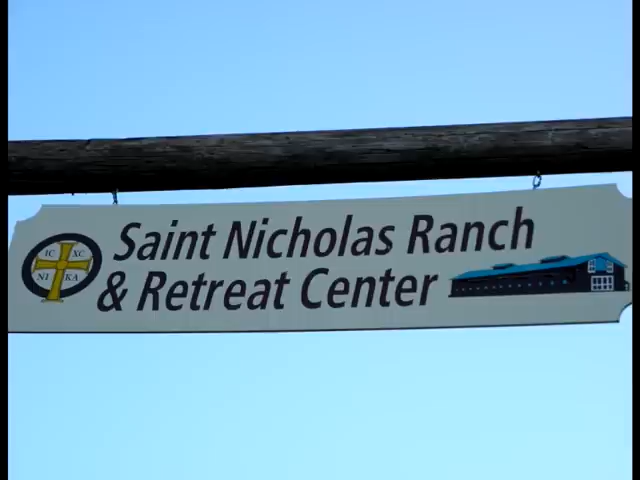 Saint Nicholas Ranch
& Retreat Center
IC XC
NI KA